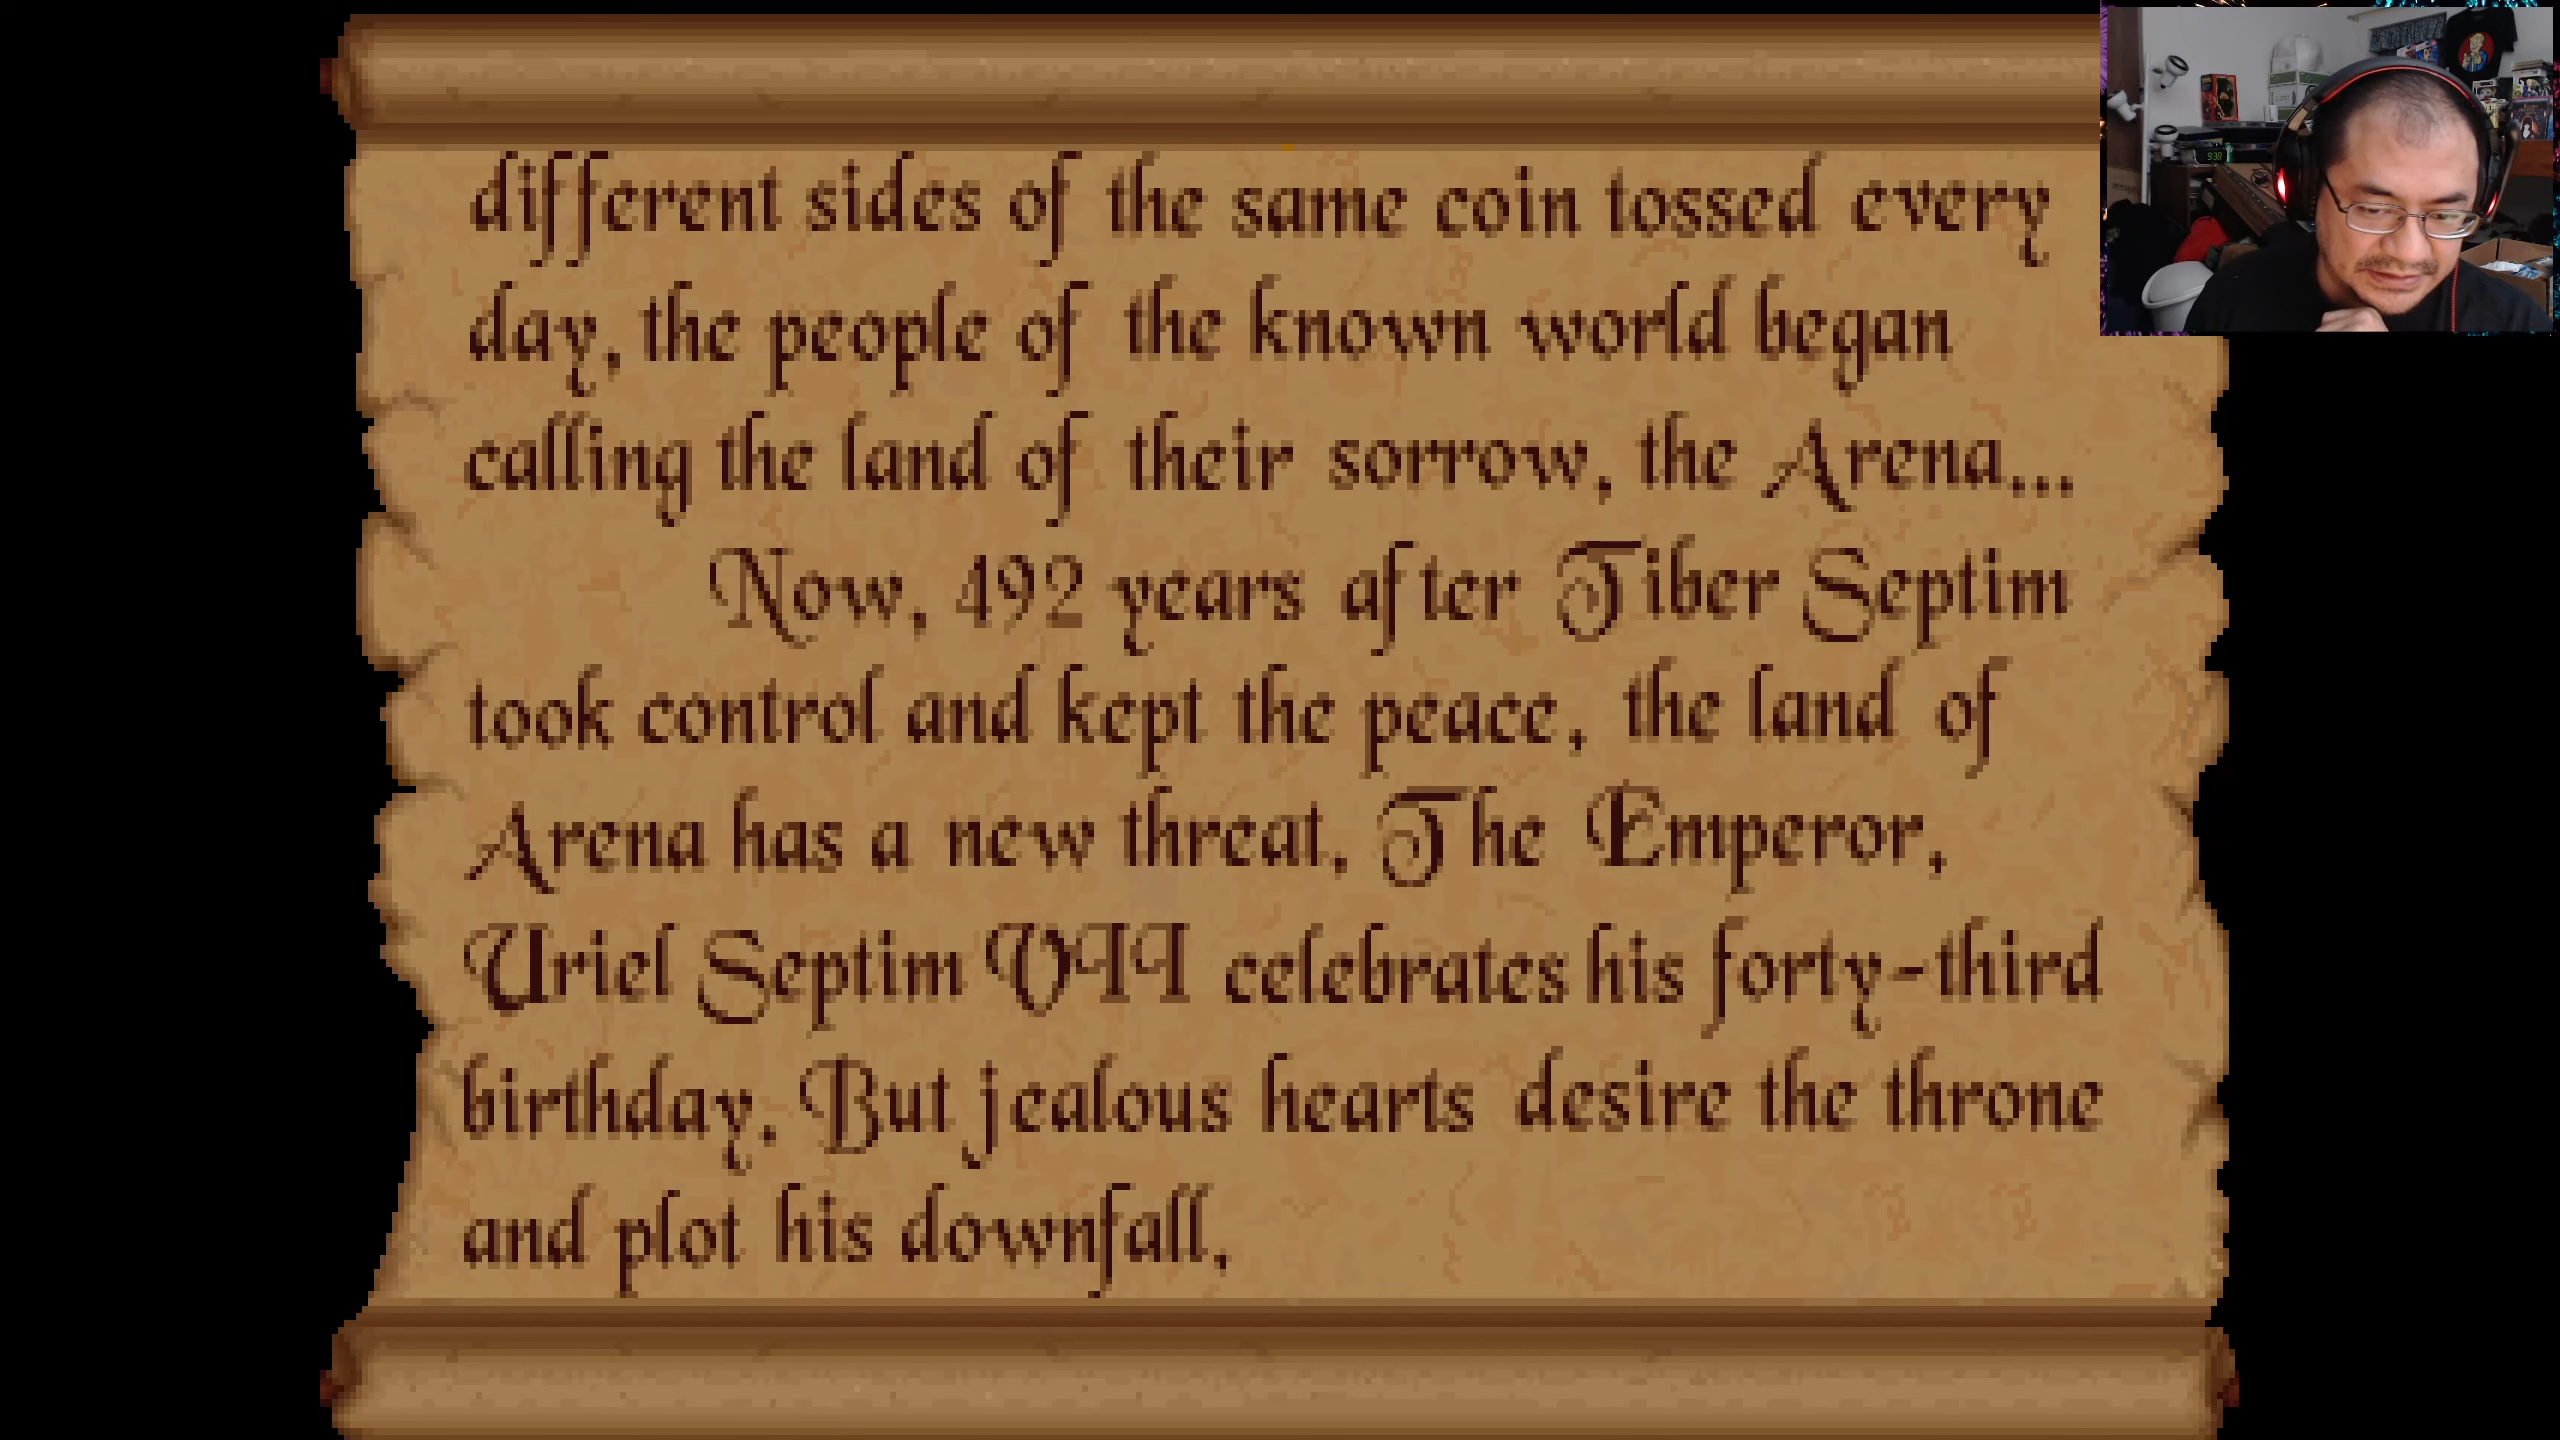 different sides of the same coin tossed every
day, the people of the known world began
calling the land of their sorrow, the Arena...
Now, 492 years after Tiber Septim
took control and kept the peace, the land of
Arena has a new threat, The Emperor,
Uriel Septim VII celebrates his forty-third
birthday. But jealous hearts desire the throne
and plot his downfall,
9:38